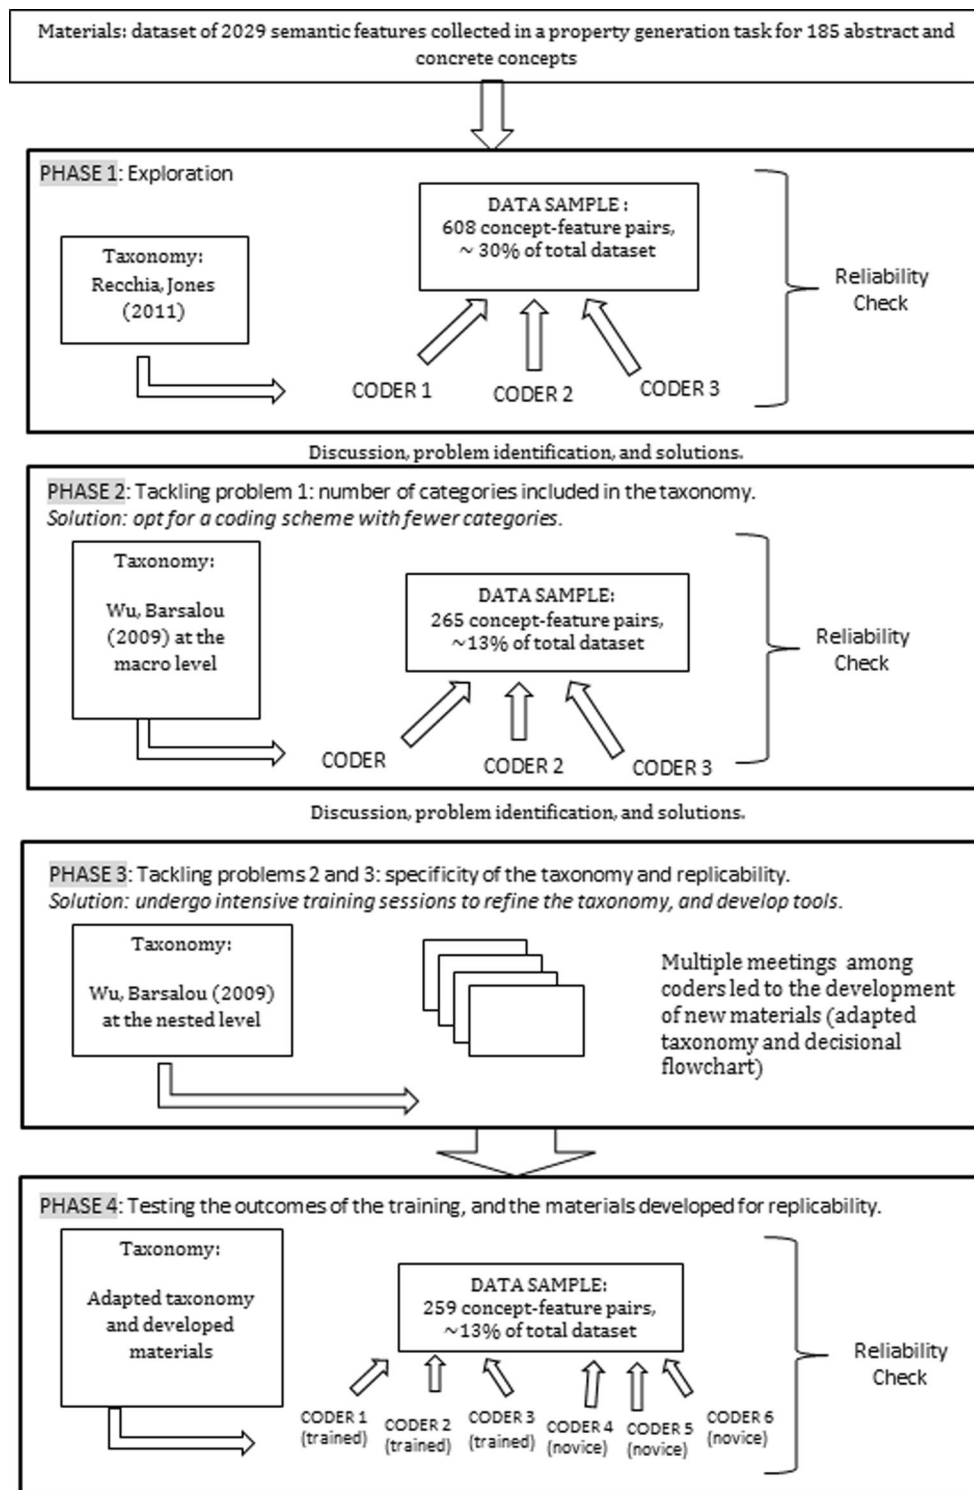 Materials: dataset of 2029 semantic features collected in a property generation task for 185 abstract and
concrete concepts
PHASE 1: Exploration
Taxonomy:
Recchia, Jones
(2011)
DATA SAMPLE :
608 concept-feature pairs,
~ 30% of total dataset
CODER 1
CODER 2
CODER 3
Reliability
Check
Discussion, problem identification, and solutions.
PHASE 2: Tackling problem 1: number of categories included in the taxonomy.
Solution: opt for a coding scheme with fewer categories.
Taxonomy:
Wu, Barsalou
(2009) at the
macro level
DATA SAMPLE:
265 concept-feature pairs,
~13% of total dataset
CODER
CODER 2
CODER 3
Reliability
Check
Discussion, problem identification, and solutions.
PHASE 3: Tackling problems 2 and 3: specificity of the taxonomy and replicability.
Solution: undergo intensive training sessions to refine the taxonomy, and develop tools.
Taxonomy:
Wu, Barsalou (2009)
at the nested level
Multiple meetings among
coders led to the development
of new materials (adapted
taxonomy and decisional
flowchart)
PHASE 4: Testing the outcomes of the training, and the materials developed for replicability.
Taxonomy:
Adapted taxonomy
and developed
materials
DATA SAMPLE:
259 concept-feature pairs,
~13% of total dataset
CODER 1
(trained)
CODER 2
(trained)
CODER 3
(trained)
CODER 4
(novice)
CODER 5
(novice)
CODER 6
(novice)
Reliability
Check